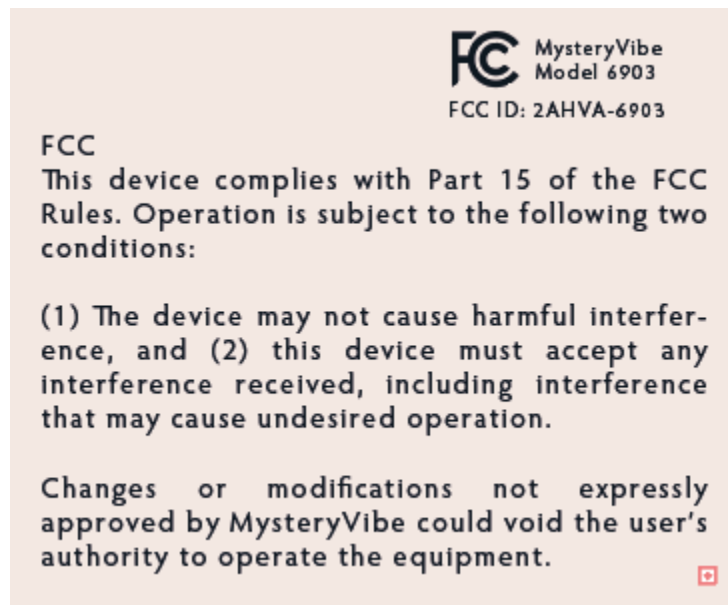 FCC MysteryVibe
Model 6903
FCC ID: 2AHVA-6903
FCC
This device complies with Part 15 of the FCC
Rules. Operation is subject to the following two
conditions:
(1) The device may not cause harmful interfer-
ence, and (2) this device must accept any
interference received, including interference
that may cause undesired operation.
Changes or modifications not expressly
approved by MysteryVibe could void the user's
authority to operate the equipment.